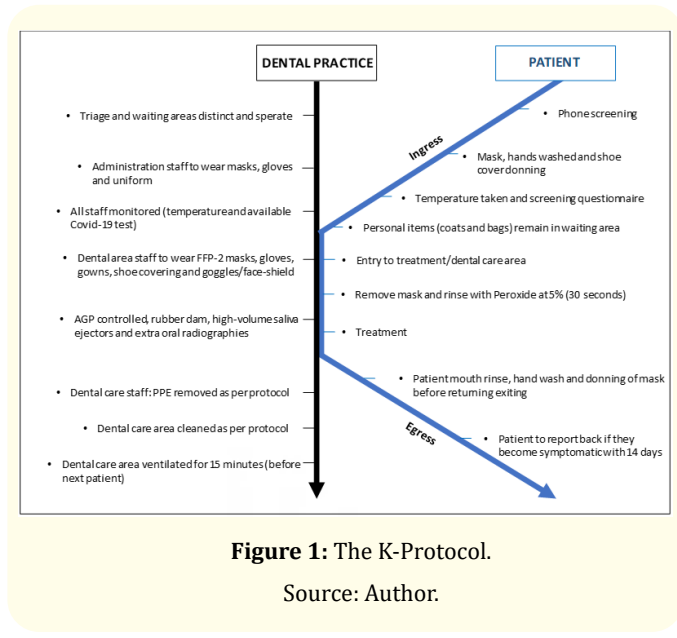 DENTAL PRACTICE
PATIENT
• Triage and waiting areas distinct and sperate
• Administration staff to wear masks, gloves
and uniform
• All staff monitored (temperature and available
Covid-19 test)
• Dental area staff to wear FFP-2 masks, gloves,
gowns, shoe covering and goggles/face-shield
• AGP controlled, rubber dam, high-volume saliva
ejectors and extra oral radiographies
• Dental care staff: PPE removed as per protocol
• Dental care area cleaned as per protocol
• Dental care area ventilated for 15 minutes (before
next patient)
Ingress
• Phone screening
• Mask, hands washed and shoe
cover donning
• Temperature taken and screening questionnaire
• Personal items (coats and bags) remain in waiting area
• Entry to treatment/dental care area
• Remove mask and rinse with Peroxide at 5% (30 seconds)
• Treatment
• Patient mouth rinse, hand wash and donning of mask
before returning exiting
Egress
• Patient to report back if they
become symptomatic with 14 days
Figure 1: The K-Protocol.
Source: Author.